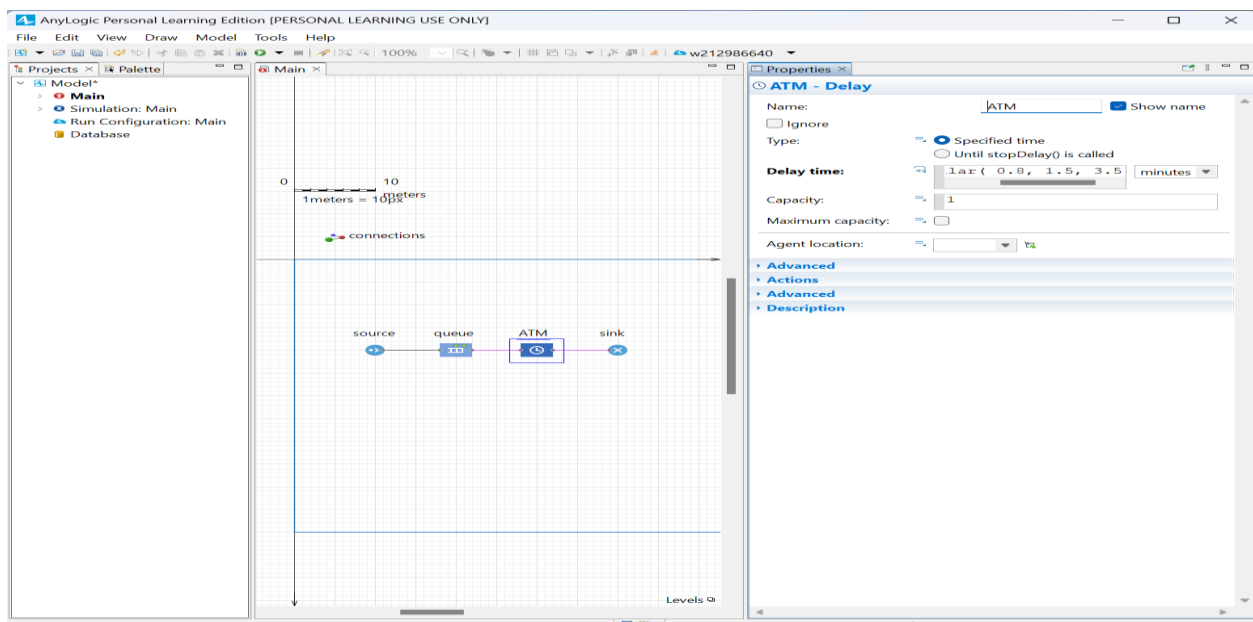 AnyLogic Personal Learning Edition [PERSONAL LEARNING USE ONLY]
File Edit View Draw Model Tools Help
100% w212986640
Projects Palette
Model*
Main
Simulation: Main
Run Configuration: Main
Database
Main
0 10
meters
1meters = 10px
connections
source queue ATM sink
Levels
Properties
ATM - Delay
Name: ATM Show name
Ignore
Type: Specified time
Until stopDelay() is called
Delay time: lar( 0.8, 1.5, 3.5 minutes
Capacity: 1
Maximum capacity:
Agent location:
Advanced
Actions
Advanced
Description